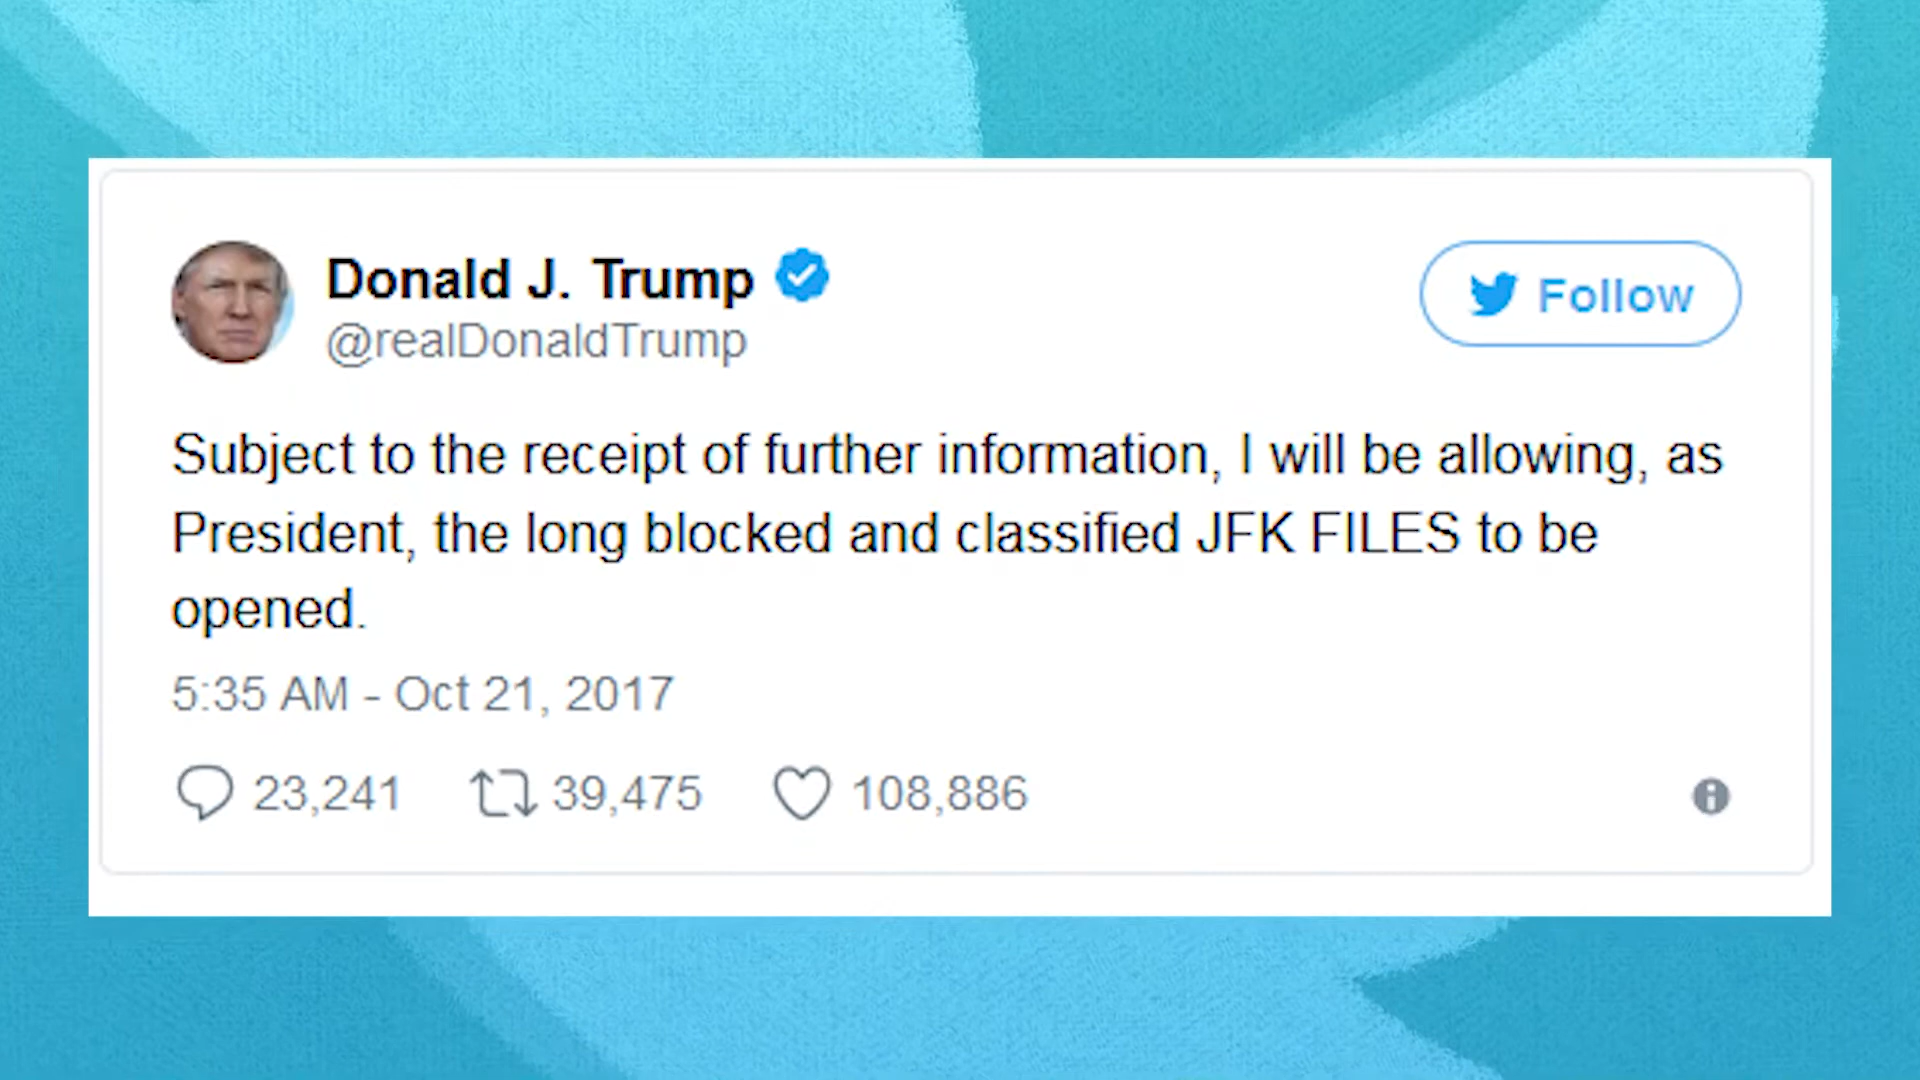 Donald J. Trump
Follow
@realDonaldTrump
Subject to the receipt of further information, I will be allowing, as
President, the long blocked and classified JFK FILES to be
opened.
5:35 AM - Oct 21, 2017
23,241 39,475 108,886